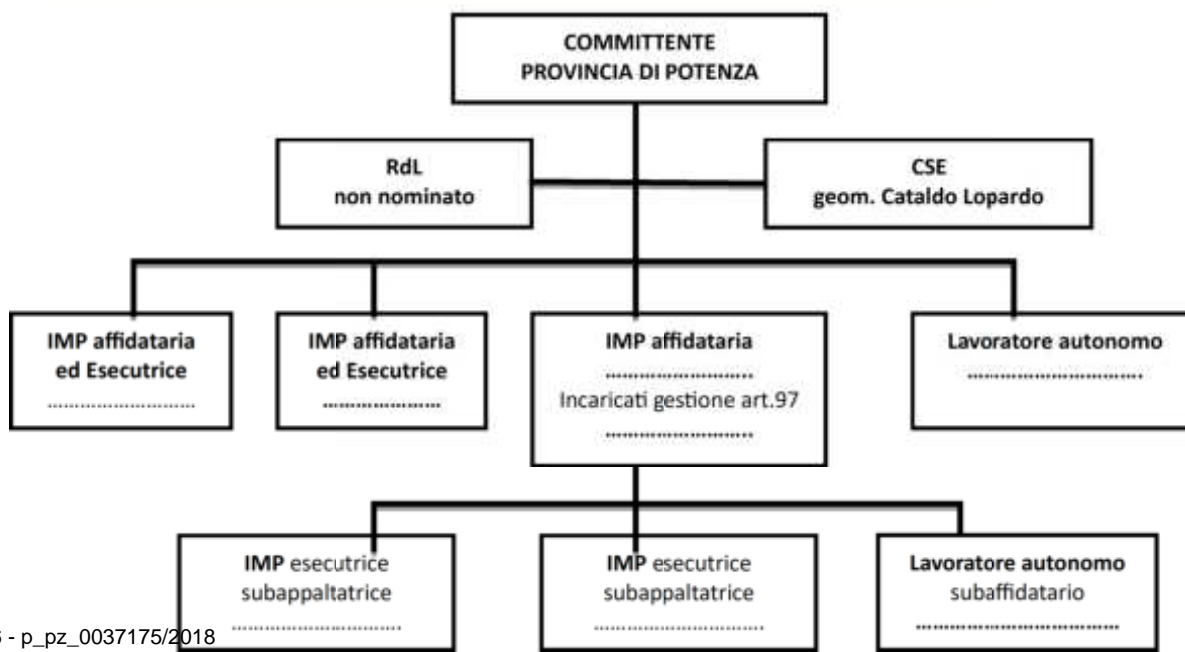 COMMITTENTE
PROVINCIA DI POTENZA
RdL
non nominato
CSE
geom. Cataldo Lopardo
IMP affidataria
ed Esecutrice
...............................
IMP affidataria
ed Esecutrice
........................
IMP affidataria
..............................
Incaricati gestione art.97
..............................
Lavoratore autonomo
....................................
IMP esecutrice
subappaltatrice
...................................
IMP esecutrice
subappaltatrice
...................................
Lavoratore autonomo
subaffidatario
..........................................
- p_pz_0037175/2018